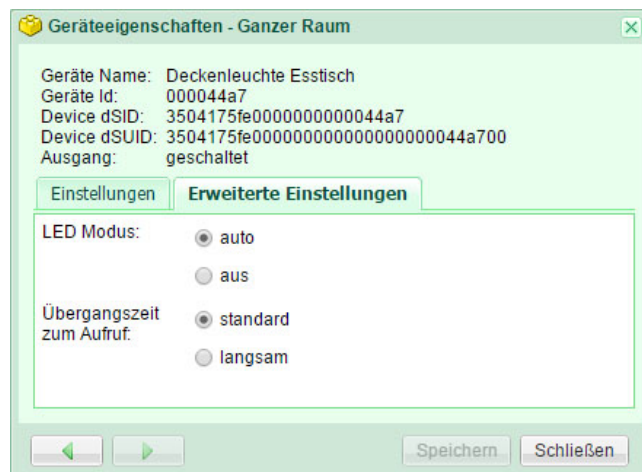 Geräteeigenschaften - Ganzer Raum
Geräte Name: Deckenleuchte Esstisch
Geräte Id: 000044a7
Device dSID: 3504175fe0000000000044a7
Device dSUID: 3504175fe000000000000000000044a700
Ausgang: geschaltet
Einstellungen Erweiterte Einstellungen
LED Modus: auto
aus
Übergangszeit zum Aufruf: standard
langsam
Speichern Schließen